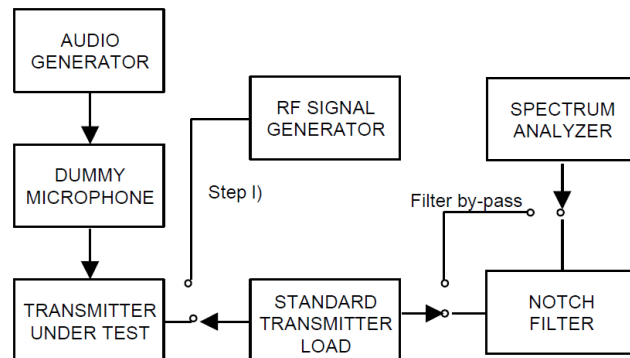 AUDIO
GENERATOR
RF SIGNAL
GENERATOR
SPECTRUM
ANALYZER
DUMMY
MICROPHONE
Step I)
Filter by-pass
TRANSMITTER
UNDER TEST
STANDARD
TRANSMITTER
LOAD
NOTCH
FILTER